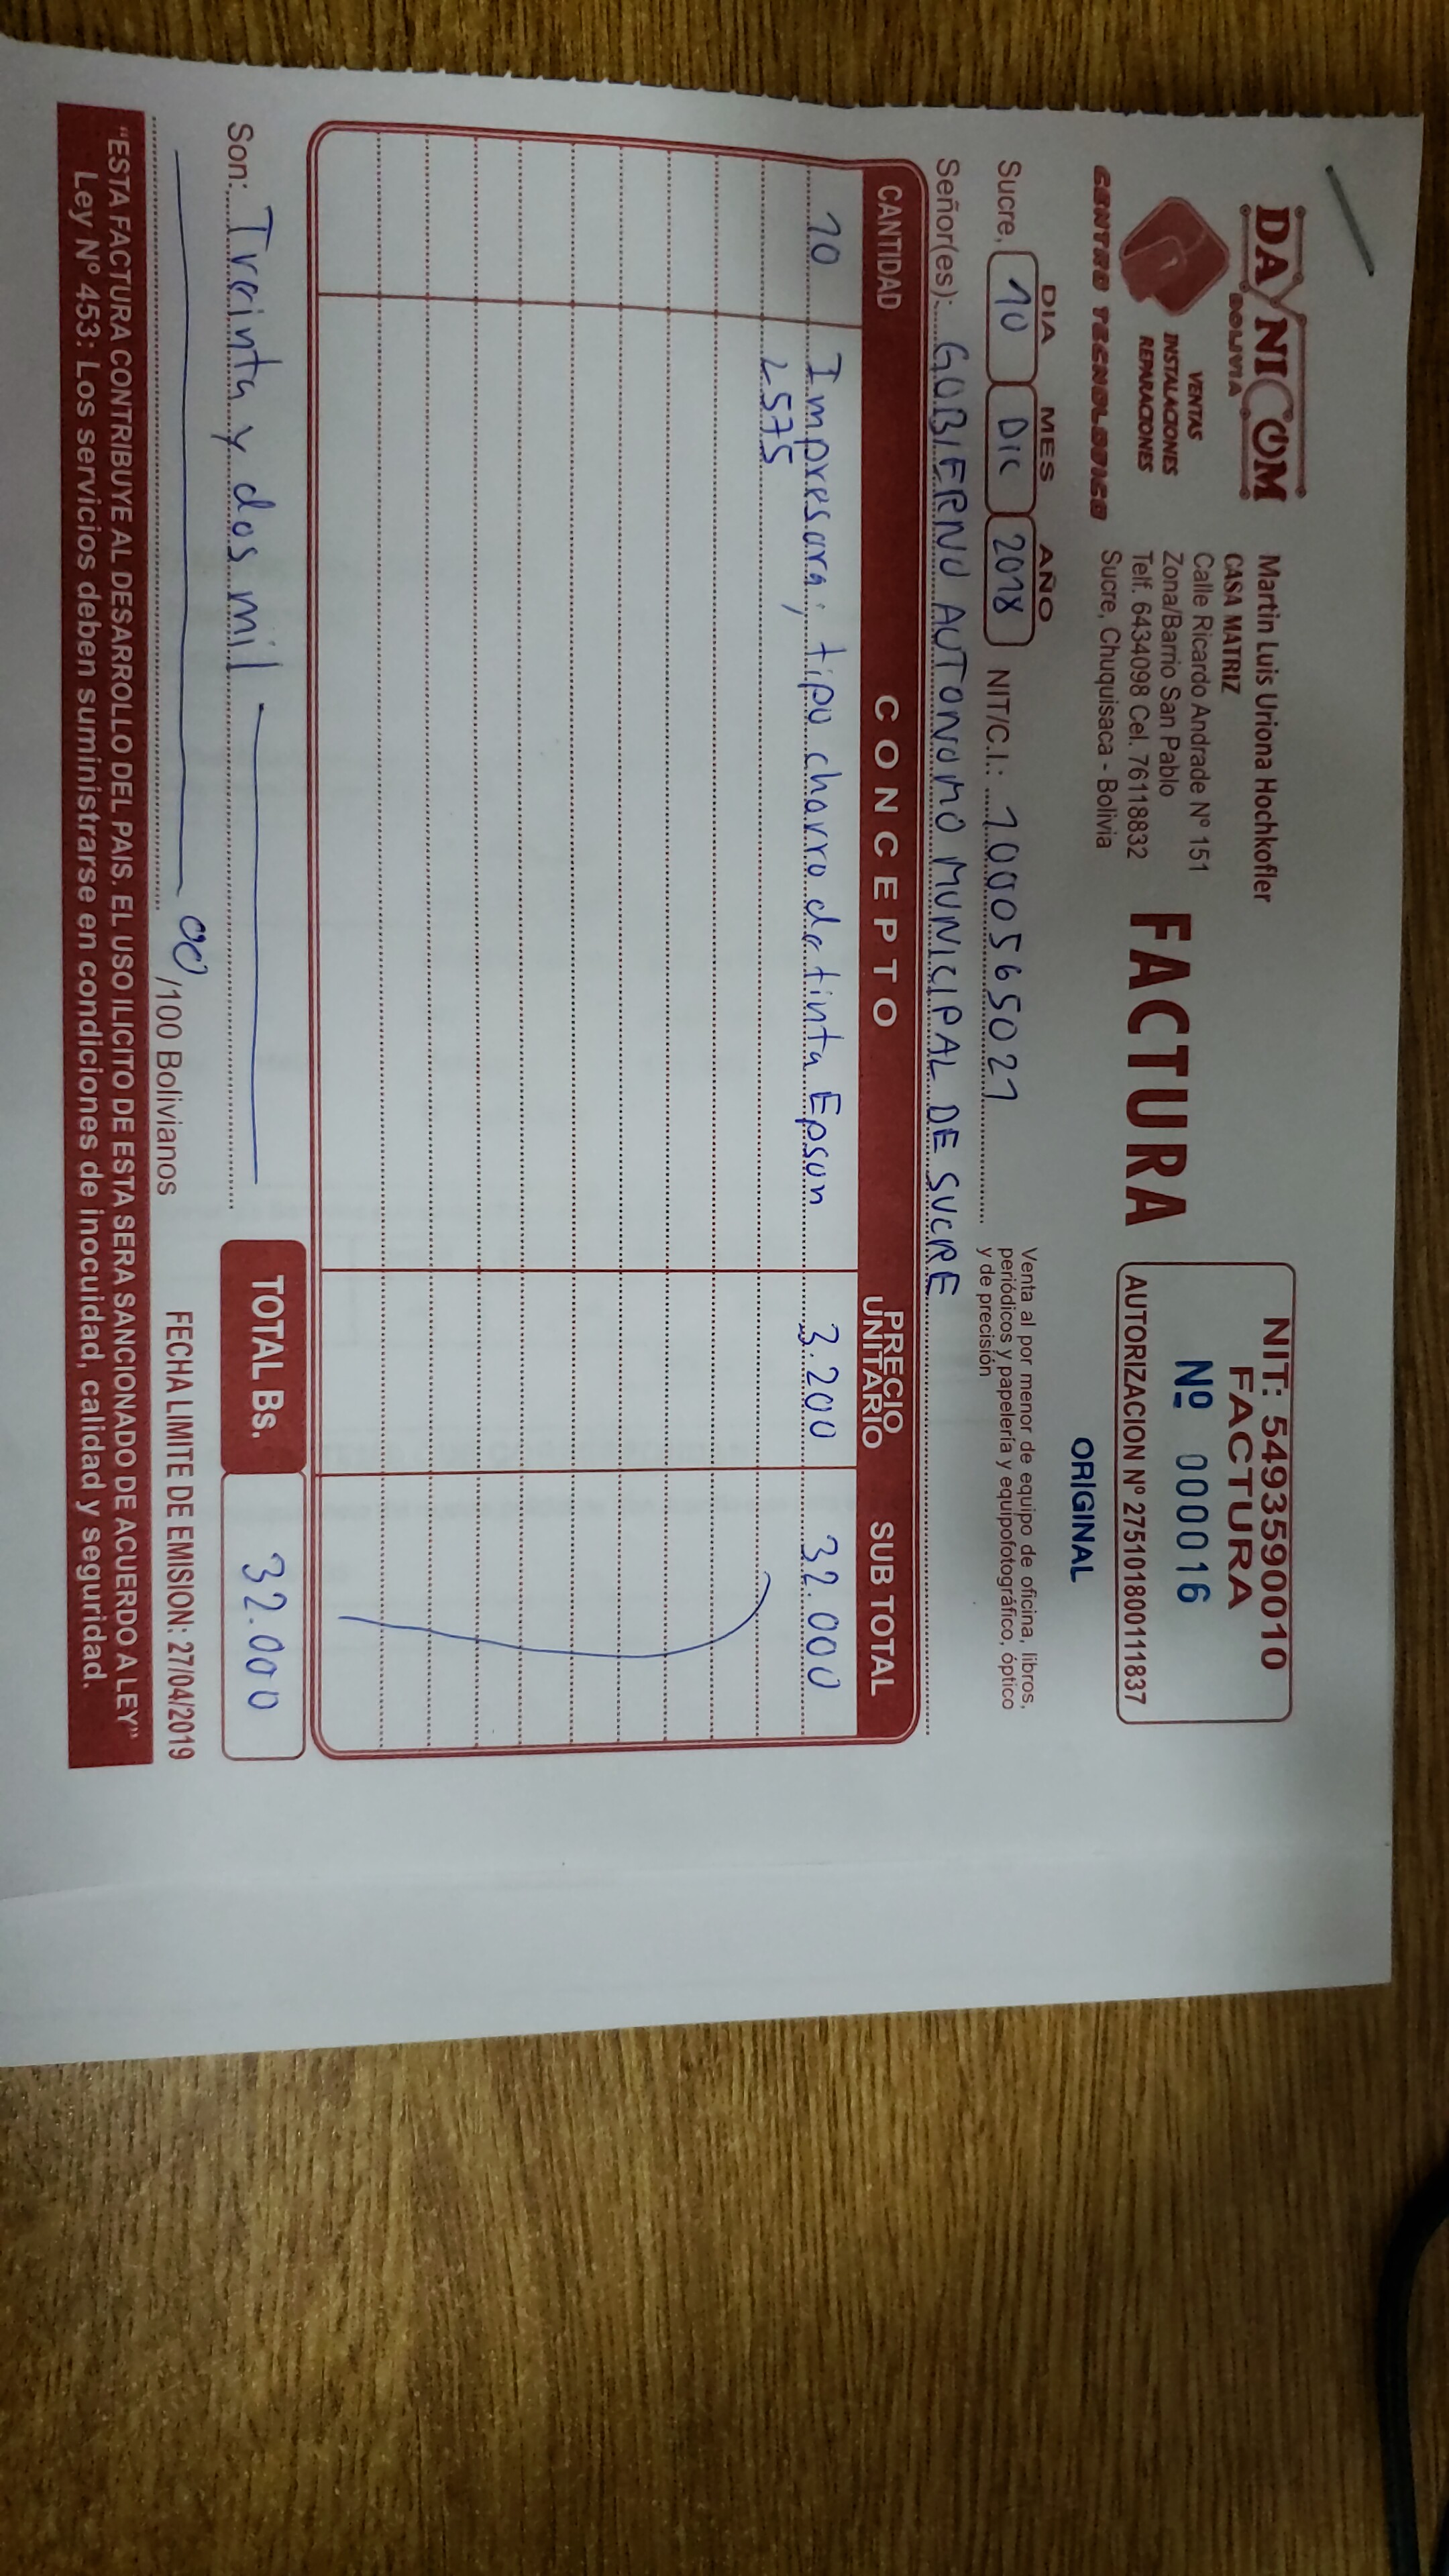 DAYNICOM
BOLIVIA
VENTAS
INSTALACIONES
REPARACIONES
CENTRO TECNOLOGICO
Martin Luis Uriona Hochkofler
CASA MATRIZ
Calle Ricardo Andrade Nº 151
Zona/Barrio San Pablo
Telf. 6434098 Cel. 76118832
Sucre, Chuquisaca - Bolivia
FACTURA
NIT: 5493590010
FACTURA
Nº 000016
AUTORIZACION Nº 275101800111837
ORIGINAL
Venta al por menor de equipo de oficina, libros,
periódicos y papelería y equipofotográfico, óptico
y de precisión
DIA MES AÑO
Sucre, 10 DIC 2018 NIT/C.I.: 1000565021
Señor(es): GOBIERNO AUTONOMO MUNICIPAL DE SUCRE
CANTIDAD CONCEPTO PRECIO UNITARIO SUB TOTAL
10 Impresora; tipo chorro de tinta Epson 3.200 32.000
L575
Son: Treinta y dos mil TOTAL Bs. 32.000
00/100 Bolivianos FECHA LIMITE DE EMISION: 27/04/2019
"ESTA FACTURA CONTRIBUYE AL DESARROLLO DEL PAIS. EL USO ILICITO DE ESTA SERA SANCIONADO DE ACUERDO A LEY"
Ley Nº 453: Los servicios deben suministrarse en condiciones de inocuidad, calidad y seguridad.